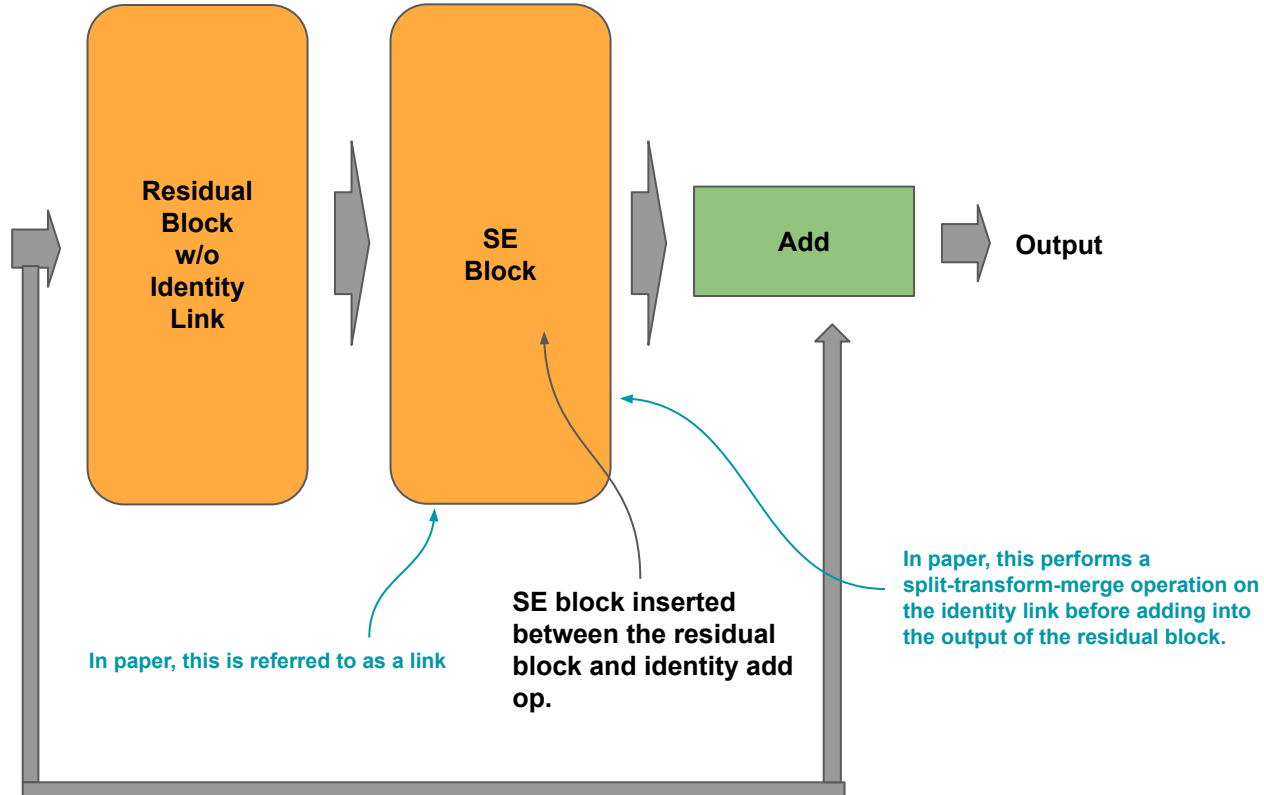 Residual
Block
w/o
Identity
Link
SE
Block
Add
Output
In paper, this is referred to as a link
SE block inserted
between the residual
block and identity add
op.
In paper, this performs a
split-transform-merge operation on
the identity link before adding into
the output of the residual block.